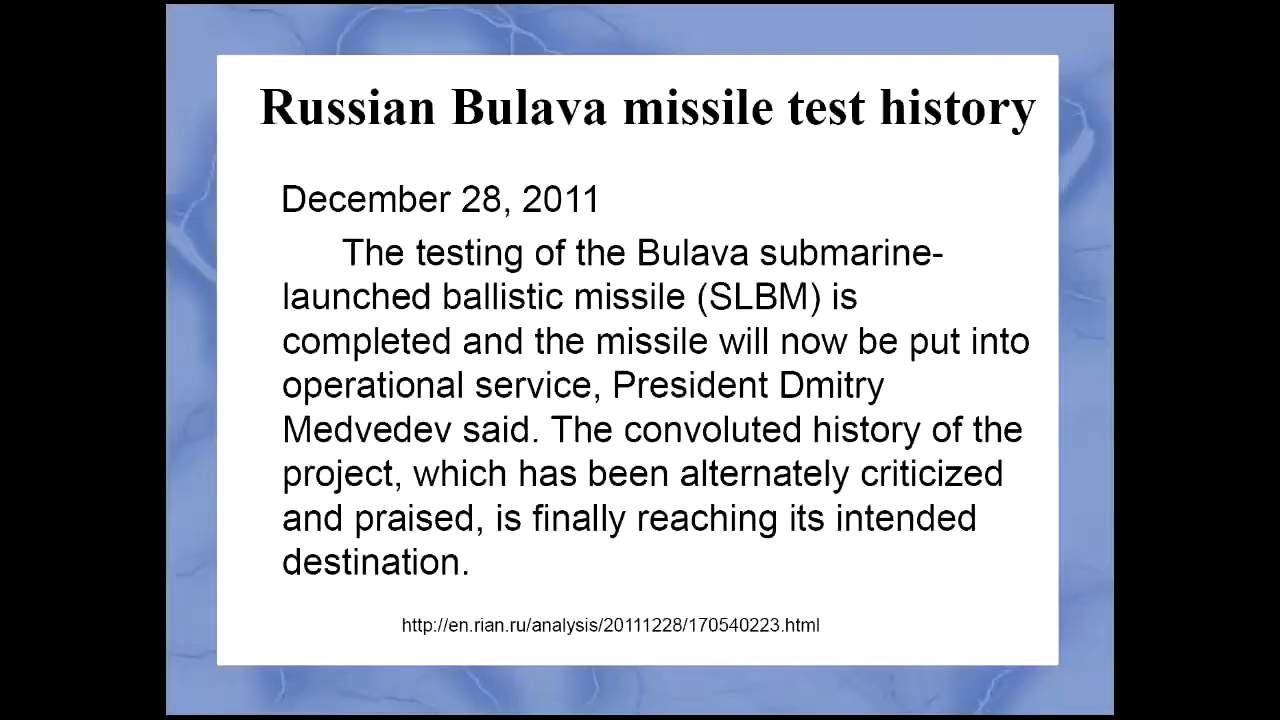 Russian Bulava missile test history
December 28, 2011
The testing of the Bulava submarine-
launched ballistic missile (SLBM) is
completed and the missile will now be put into
operational service, President Dmitry
Medvedev said. The convoluted history of the
project, which has been alternately criticized
and praised, is finally reaching its intended
destination.
http://en.rian.ru/analysis/20111228/170540223.html